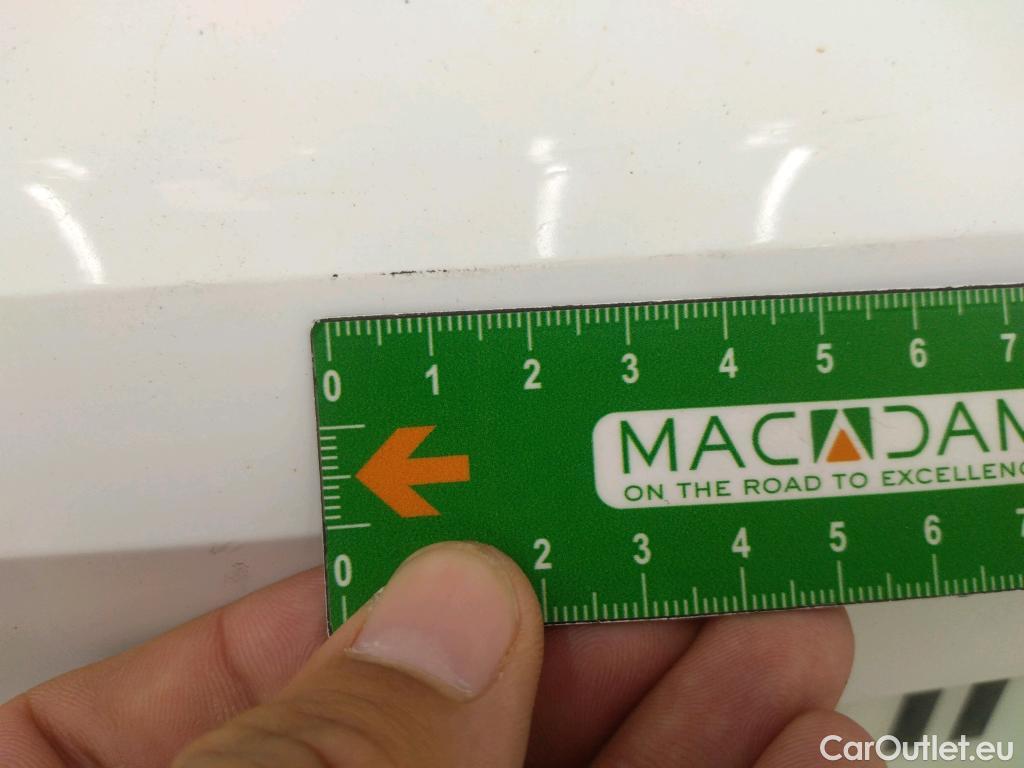 0 1 2 3 4 5 6 7
MACADAM
ON THE ROAD TO EXCELLENC
0 2 3 4 5 6 7
CarOutlet.eu